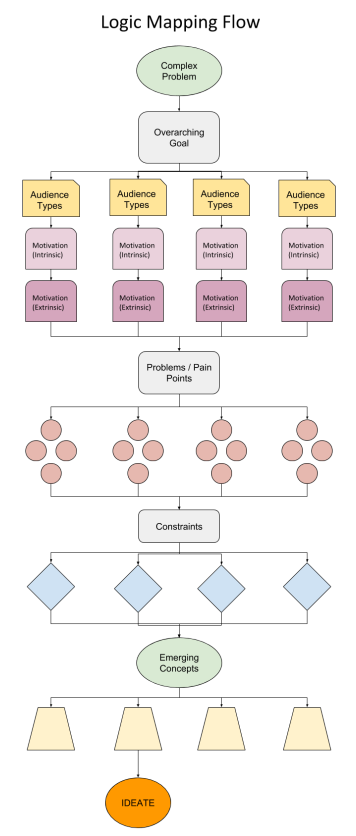 Logic Mapping Flow
Complex
Problem
Overarching
Goal
Audience
Types
Audience
Types
Audience
Types
Audience
Types
Motivation
(Intrinsic)
Motivation
(Intrinsic)
Motivation
(Intrinsic)
Motivation
(Intrinsic)
Motivation
(Extrinsic)
Motivation
(Extrinsic)
Motivation
(Extrinsic)
Motivation
(Extrinsic)
Problems / Pain
Points
Constraints
Emerging
Concepts
IDEATE